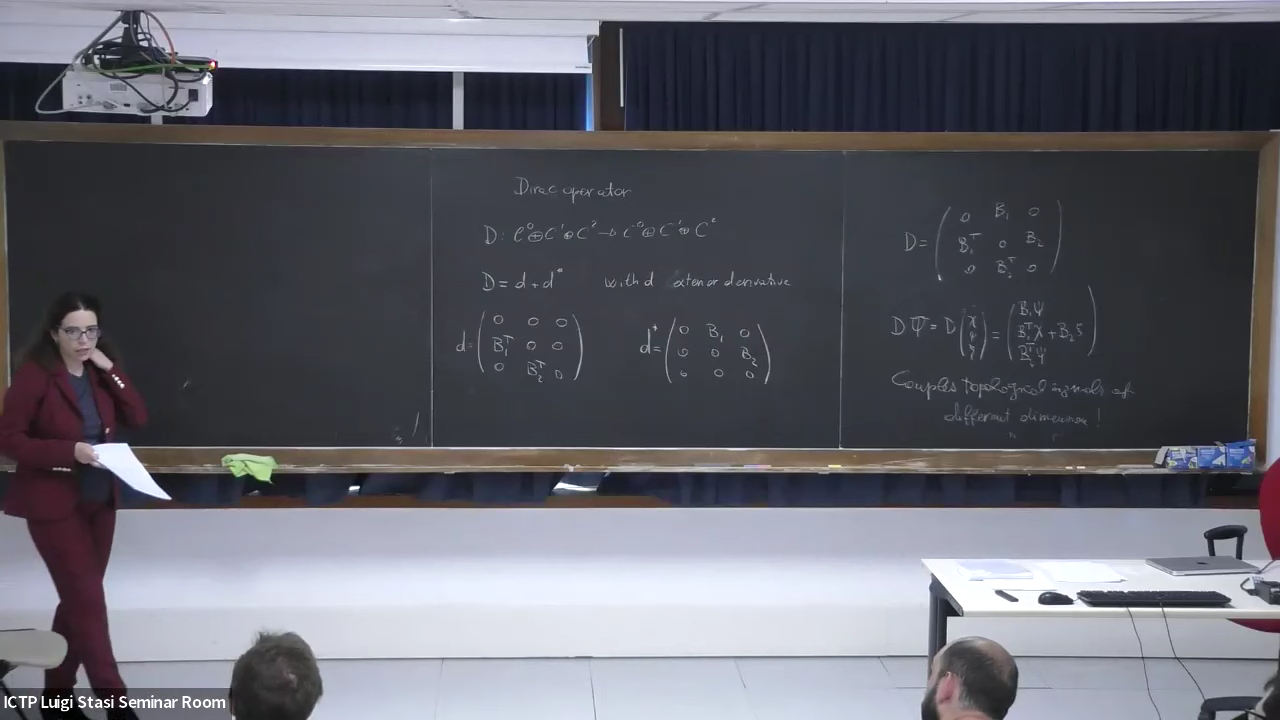 Dirac operator
D: C⁰⊕C¹⊕C² → C⁰⊕C¹⊕C²
D = d + d* with d exterior derivative
d = ( 0 0 0
B₁ᵀ 0 0
0 B₂ᵀ 0 )
d* = ( 0 B₁ 0
0 0 B₂
0 0 0 )
D = ( 0 B₁ 0
B₁ᵀ 0 B₂
0 B₂ᵀ 0 )
D Ψ = D ( χ ψ ξ ) = ( B₁ψ
B₁ᵀχ + B₂ξ
B₂ᵀψ )
Couples topological signals of
different dimension!
ICTP Luigi Stasi Seminar Room